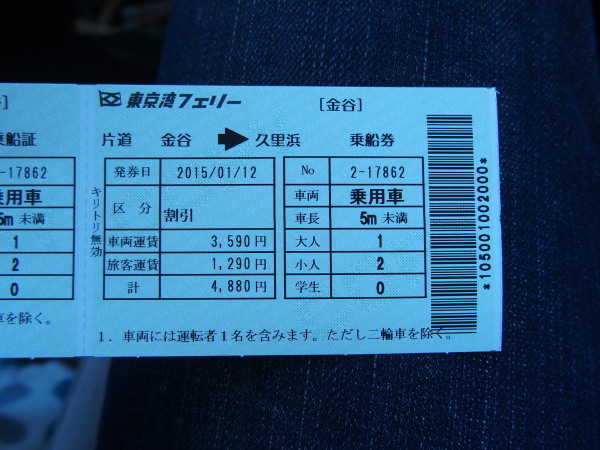 東京湾フェリー [金谷]
片道 金谷 久里浜 乗船券
発券日 2015/01/12
区分 割引
車両運賃 3,590円
旅客運賃 1,290円
計 4,880円
No 2-17862
車両 乗用車
車長 5m 未満
大人 1
小人 2
学生 0
1．車両には運転者1名を含みます。ただし二輪車を除く。
キリトリ無効
*105001002000*
]
乗船証
-17862
乗用車
5m 未満
1
2
0
車を除く。